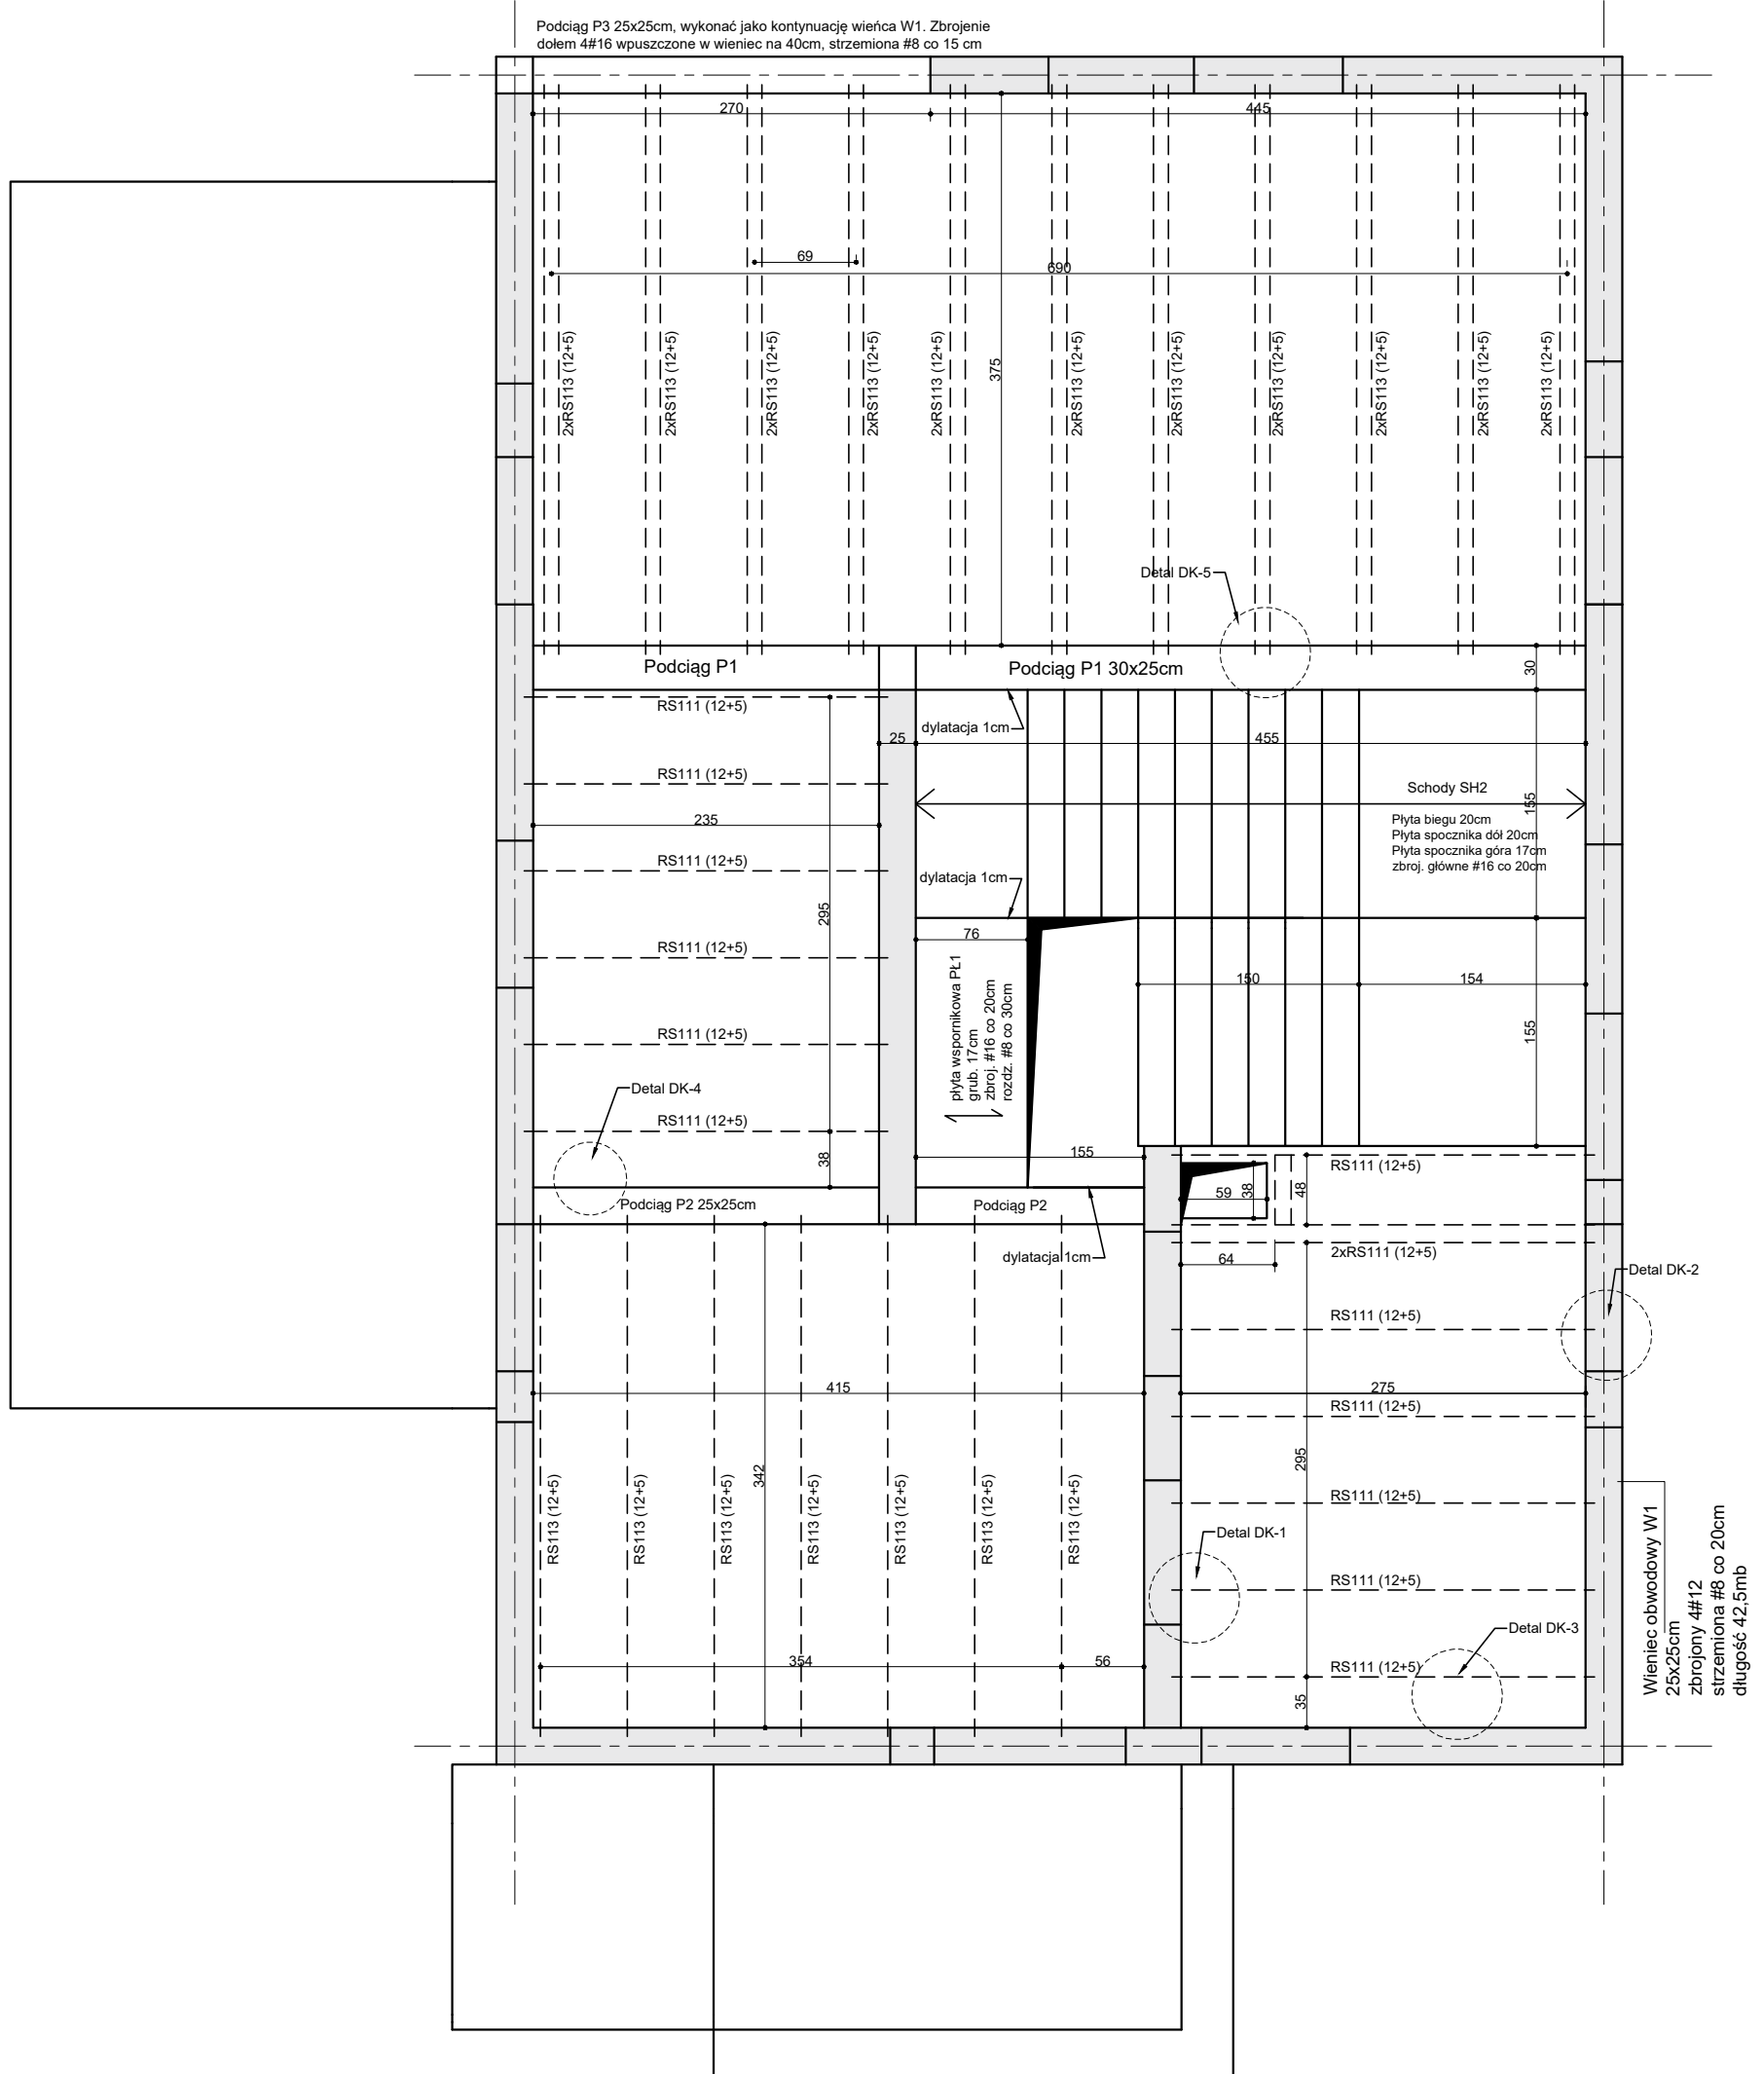 Podciąg P3 25x25cm, wykonać jako kontynuację wieńca W1. Zbrojenie
dołem 4#16 wpuszczone w wieniec na 40cm, strzemiona #8 co 15 cm
270
445
69
690
2xRS113 (12+5)
2xRS113 (12+5)
2xRS113 (12+5)
2xRS113 (12+5)
2xRS113 (12+5)
2xRS113 (12+5)
2xRS113 (12+5)
2xRS113 (12+5)
2xRS113 (12+5)
2xRS113 (12+5)
2xRS113 (12+5)
375
Detal DK-5
Podciąg P1
Podciąg P1 30x25cm
30
RS111 (12+5)
dylatacja 1cm
25
455
RS111 (12+5)
Schody SH2
155
Płyta biegu 20cm
Płyta spocznika dół 20cm
Płyta spocznika góra 17cm
zbroj. główne #16 co 20cm
235
RS111 (12+5)
dylatacja 1cm
295
76
RS111 (12+5)
płyta wspornikowa PŁ1
grub. 17cm
zbroj. #16 co 20cm
rozdz. #8 co 30cm
150
154
155
RS111 (12+5)
Detal DK-4
RS111 (12+5)
38
155
RS111 (12+5)
59
38
48
Podciąg P2 25x25cm
Podciąg P2
dylatacja 1cm
64
2xRS111 (12+5)
Detal DK-2
RS111 (12+5)
415
275
RS111 (12+5)
342
295
RS113 (12+5)
RS113 (12+5)
RS113 (12+5)
RS113 (12+5)
RS113 (12+5)
RS113 (12+5)
RS113 (12+5)
RS111 (12+5)
Detal DK-1
RS111 (12+5)
Detal DK-3
354
56
RS111 (12+5)
35
Wieniec obwodowy W1
25x25cm
zbrojony 4#12
strzemiona #8 co 20cm
długość 42,5mb